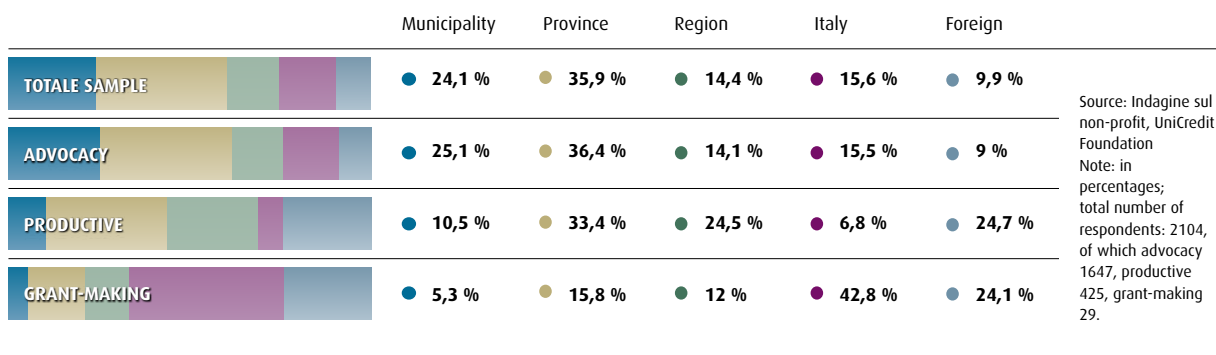 Municipality Province Region Italy Foreign
TOTALE SAMPLE 24,1 % 35,9 % 14,4 % 15,6 % 9,9 %
ADVOCACY 25,1 % 36,4 % 14,1 % 15,5 % 9 %
PRODUCTIVE 10,5 % 33,4 % 24,5 % 6,8 % 24,7 %
GRANT-MAKING 5,3 % 15,8 % 12 % 42,8 % 24,1 %
Source: Indagine sul
non-profit, UniCredit
Foundation
Note: in
percentages;
total number of
respondents: 2104,
of which advocacy
1647, productive
425, grant-making
29.